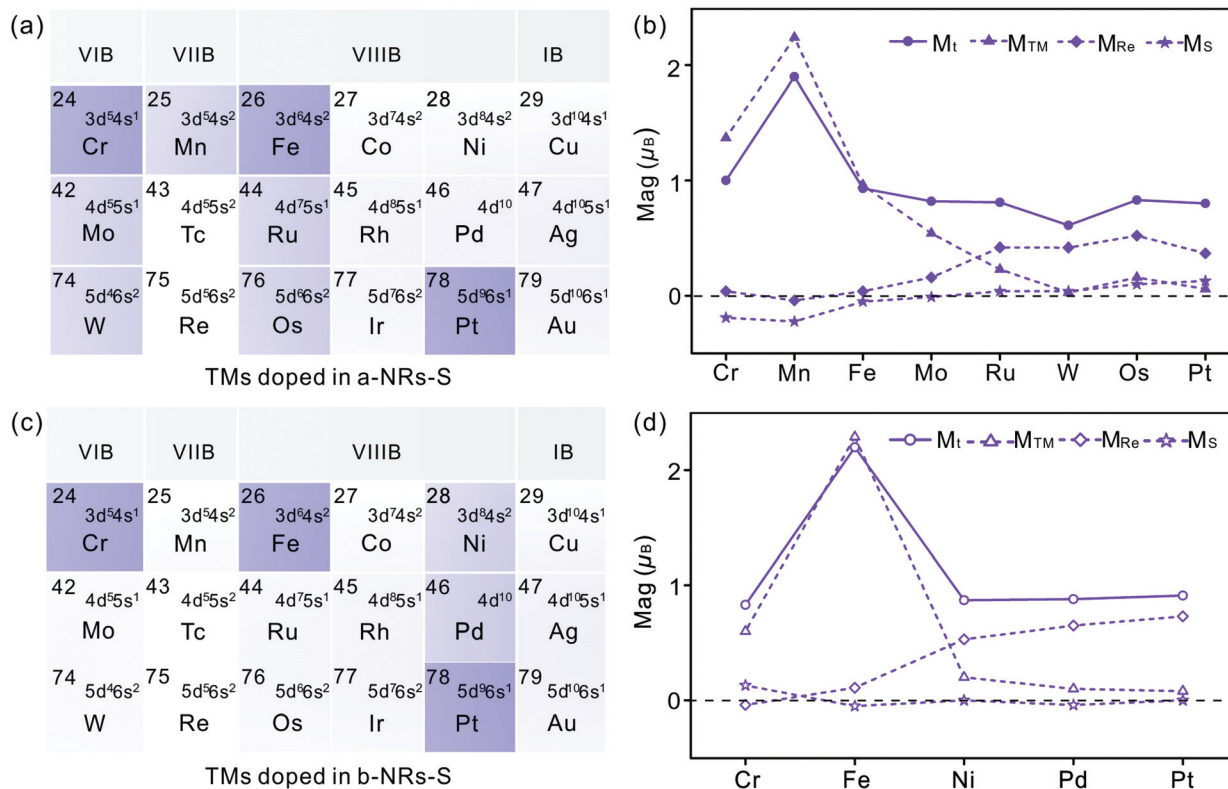 (a)
VIB VIIB VIIIB IB
24 25 26 27 28 29
3d⁵4s¹ 3d⁵4s² 3d⁶4s² 3d⁷4s² 3d⁸4s² 3d¹⁰4s¹
Cr Mn Fe Co Ni Cu
42 43 44 45 46 47
4d⁵5s¹ 4d⁵5s² 4d⁷5s¹ 4d⁸5s¹ 4d¹⁰ 4d¹⁰5s¹
Mo Tc Ru Rh Pd Ag
74 75 76 77 78 79
5d⁴6s² 5d⁵6s² 5d⁶6s² 5d⁷6s² 5d⁹6s¹ 5d¹⁰6s¹
W Re Os Ir Pt Au
TMs doped in a-NRs-S
(b)
Mt MTM MRe MS
2
1
0
Mag (μB)
Cr Mn Fe Mo Ru W Os Pt
(c)
VIB VIIB VIIIB IB
24 25 26 27 28 29
3d⁵4s¹ 3d⁵4s² 3d⁶4s² 3d⁷4s² 3d⁸4s² 3d¹⁰4s¹
Cr Mn Fe Co Ni Cu
42 43 44 45 46 47
4d⁵5s¹ 4d⁵5s² 4d⁷5s¹ 4d⁸5s¹ 4d¹⁰ 4d¹⁰5s¹
Mo Tc Ru Rh Pd Ag
74 75 76 77 78 79
5d⁴6s² 5d⁵6s² 5d⁶6s² 5d⁷6s² 5d⁹6s¹ 5d¹⁰6s¹
W Re Os Ir Pt Au
TMs doped in b-NRs-S
(d)
Mt MTM MRe MS
2
1
0
Mag (μB)
Cr Fe Ni Pd Pt